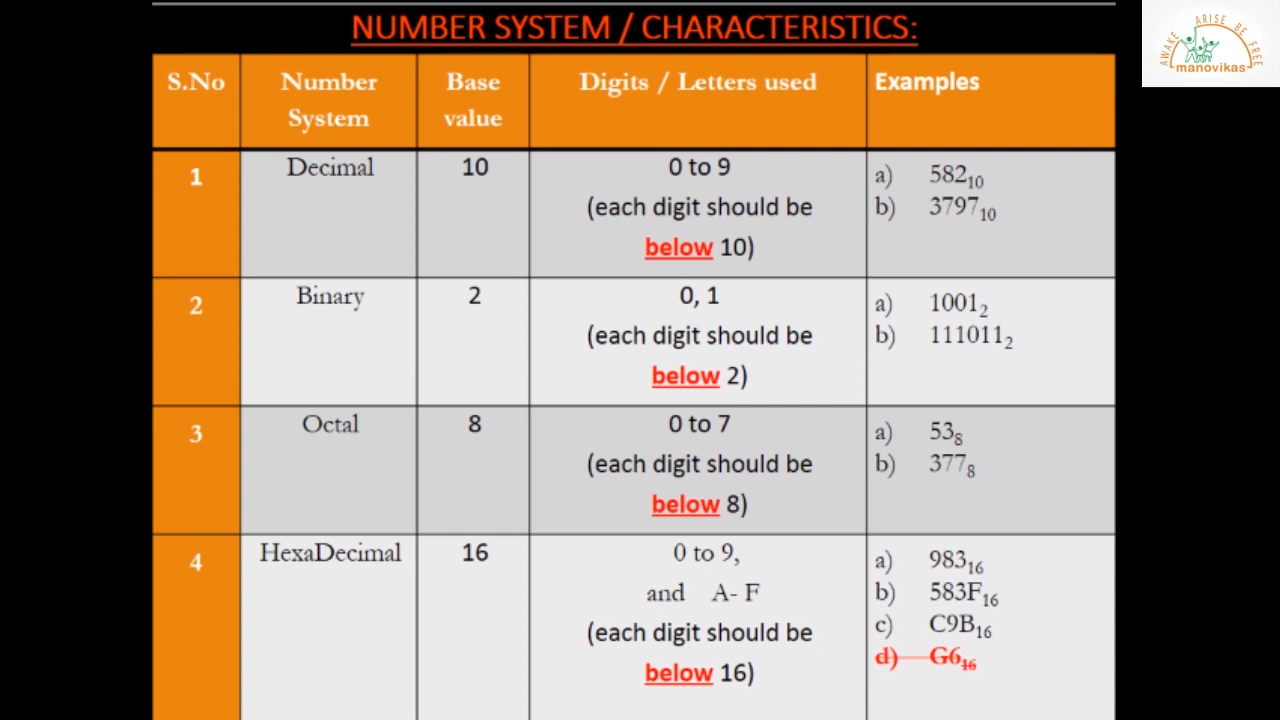 NUMBER SYSTEM / CHARACTERISTICS:
AWAKE ARISE BE FREE
manovikas
S.No Number System Base value Digits / Letters used Examples
1 Decimal 10 0 to 9
(each digit should be
below 10)
a) 582₁₀
b) 3797₁₀
2 Binary 2 0, 1
(each digit should be
below 2)
a) 1001₂
b) 111011₂
3 Octal 8 0 to 7
(each digit should be
below 8)
a) 53₈
b) 377₈
4 HexaDecimal 16 0 to 9,
and A- F
(each digit should be
below 16)
a) 983₁₆
b) 583F₁₆
c) C9B₁₆
d) G6₁₆